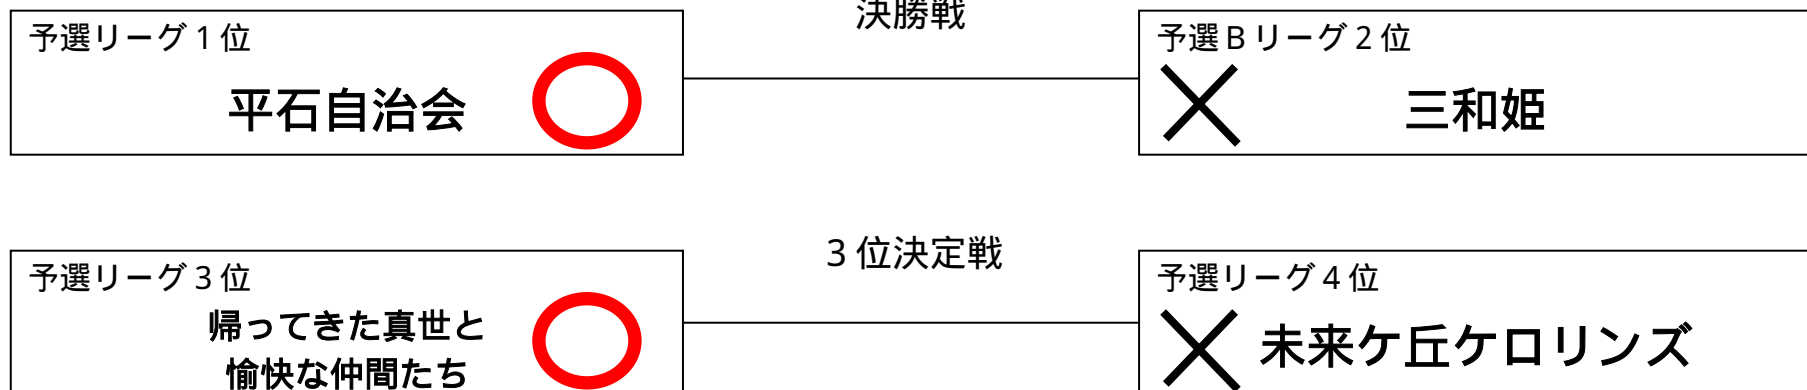 決勝戦
予選リーグ1位
平石自治会
予選Bリーグ2位
三和姫
3位決定戦
予選リーグ3位
帰ってきた真世と
愉快な仲間たち
予選リーグ4位
未来ケ丘ケロリンズ